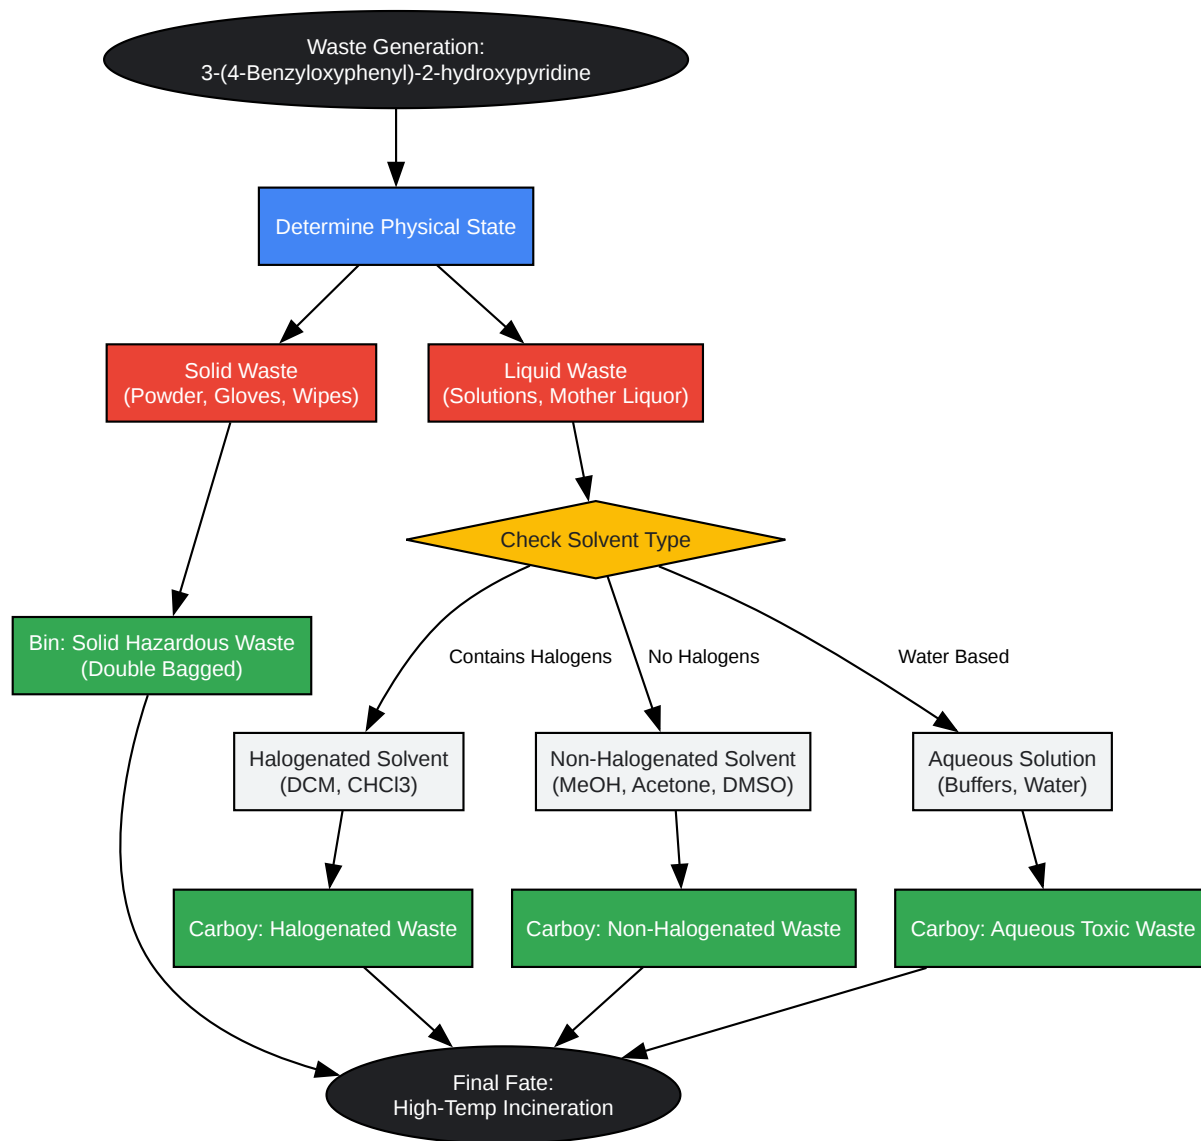 Waste Generation:
3-(4-Benzyloxyphenyl)-2-hydroxypyridine
Determine Physical State
Solid Waste
(Powder, Gloves, Wipes)
Liquid Waste
(Solutions, Mother Liquor)
Check Solvent Type
Bin: Solid Hazardous Waste
(Double Bagged)
Contains Halogens
No Halogens
Water Based
Halogenated Solvent
(DCM, CHCl3)
Non-Halogenated Solvent
(MeOH, Acetone, DMSO)
Aqueous Solution
(Buffers, Water)
Carboy: Halogenated Waste
Carboy: Non-Halogenated Waste
Carboy: Aqueous Toxic Waste
Final Fate:
High-Temp Incineration